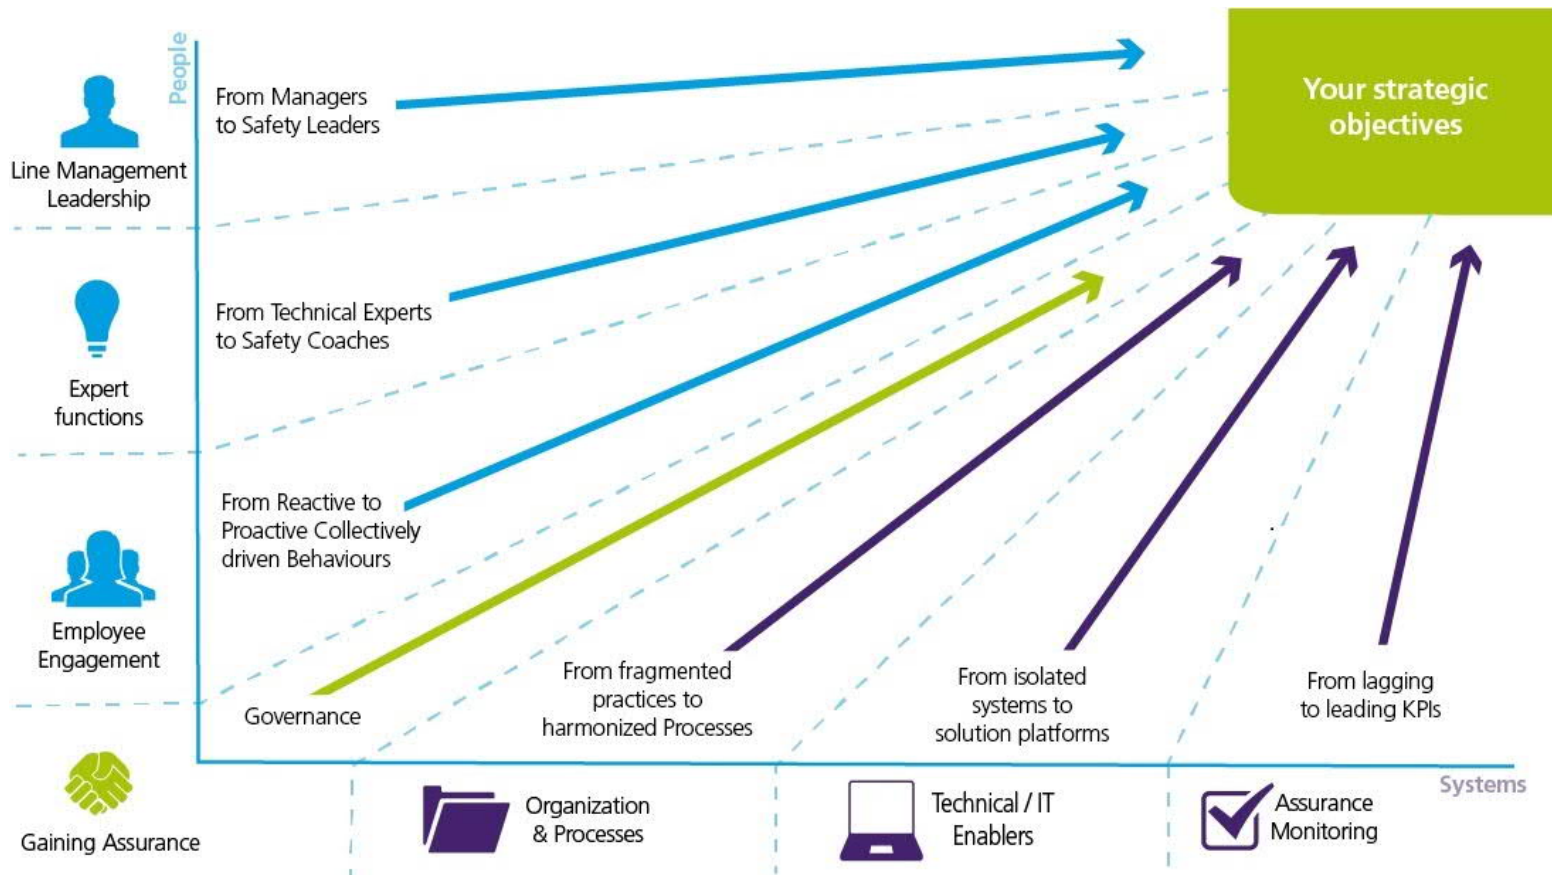 People
Your strategic
objectives
From Managers
to Safety Leaders
Line Management
Leadership
From Technical Experts
to Safety Coaches
Expert
functions
From Reactive to
Proactive Collectively
driven Behaviours
Employee
Engagement
Governance
From fragmented
practices to
harmonized Processes
From isolated
systems to
solution platforms
From lagging
to leading KPIs
Systems
Gaining Assurance
Organization
& Processes
Technical / IT
Enablers
Assurance
Monitoring